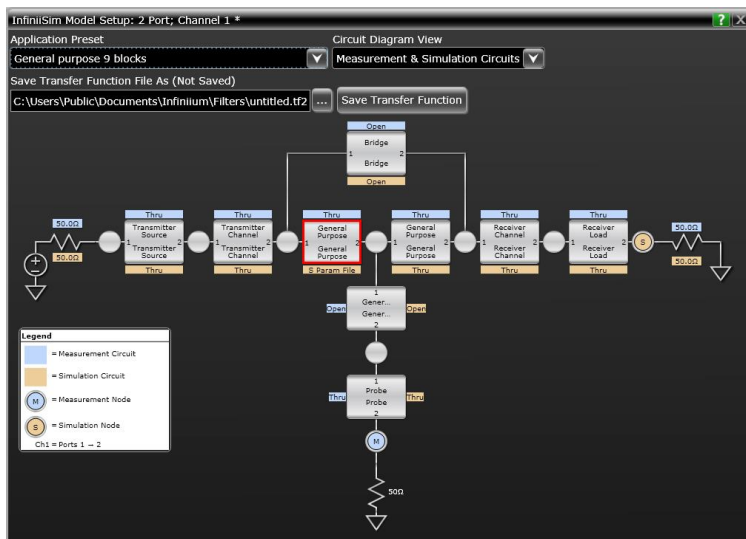 InfiniiSim Model Setup: 2 Port; Channel 1 *
? X
Application Preset
Circuit Diagram View
General purpose 9 blocks
Measurement & Simulation Circuits
Save Transfer Function File As (Not Saved)
C:\Users\Public\Documents\Infiniium\Filters\untitled.tf2
...
Save Transfer Function
Open
Bridge
1 2
Bridge
Open
50.0Ω
50.0Ω
Thru
Transmitter Source
1 2
Transmitter Source
Thru
Thru
Transmitter Channel
1 2
Transmitter Channel
Thru
Thru
General Purpose
1 2
General Purpose
S Param File
Thru
General Purpose
1 2
General Purpose
Thru
Thru
Receiver Channel
1 2
Receiver Channel
Thru
Thru
Receiver Load
1 2
Receiver Load
Thru
S
50.0Ω
50.0Ω
1
Gener...
Open
Open
Gener...
2
1
Probe
Thru
Thru
Probe
2
M
50Ω
Legend
= Measurement Circuit
= Simulation Circuit
M = Measurement Node
S = Simulation Node
Ch1 = Ports 1 → 2